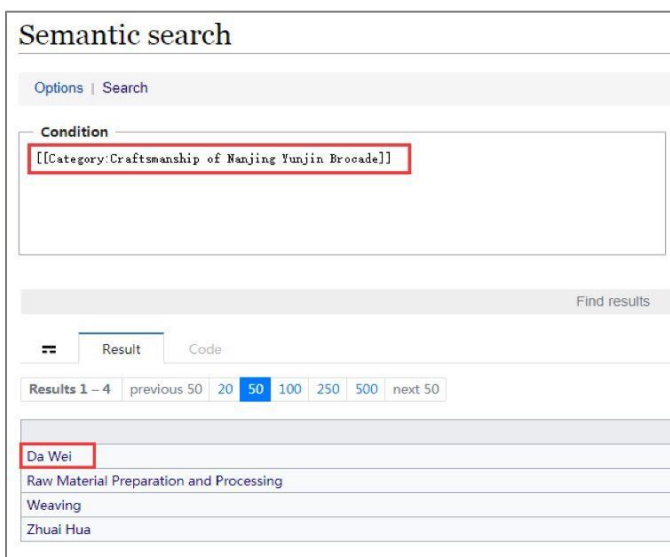 Semantic search
Options | Search
Condition
[[Category:Craftsmanship of Nanjing Yunjin Brocade]]
Find results
Result Code
Results 1 – 4 previous 50 20 50 100 250 500 next 50
Da Wei
Raw Material Preparation and Processing
Weaving
Zhuai Hua